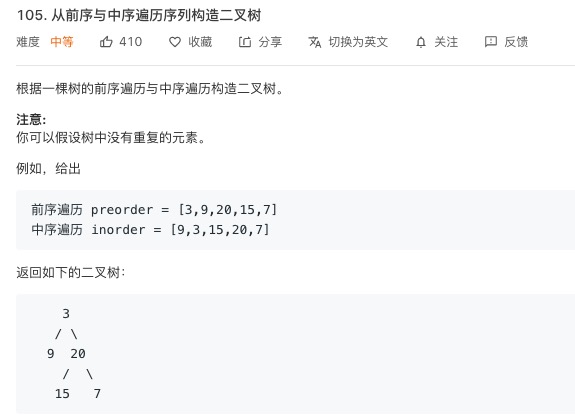 105. 从前序与中序遍历序列构造二叉树
难度 中等 410 收藏 分享 切换为英文 关注 反馈
根据一棵树的前序遍历与中序遍历构造二叉树。
注意:
你可以假设树中没有重复的元素。
例如，给出
前序遍历 preorder = [3,9,20,15,7]
中序遍历 inorder = [9,3,15,20,7]
返回如下的二叉树：
3
/ \
9 20
/ \
15 7